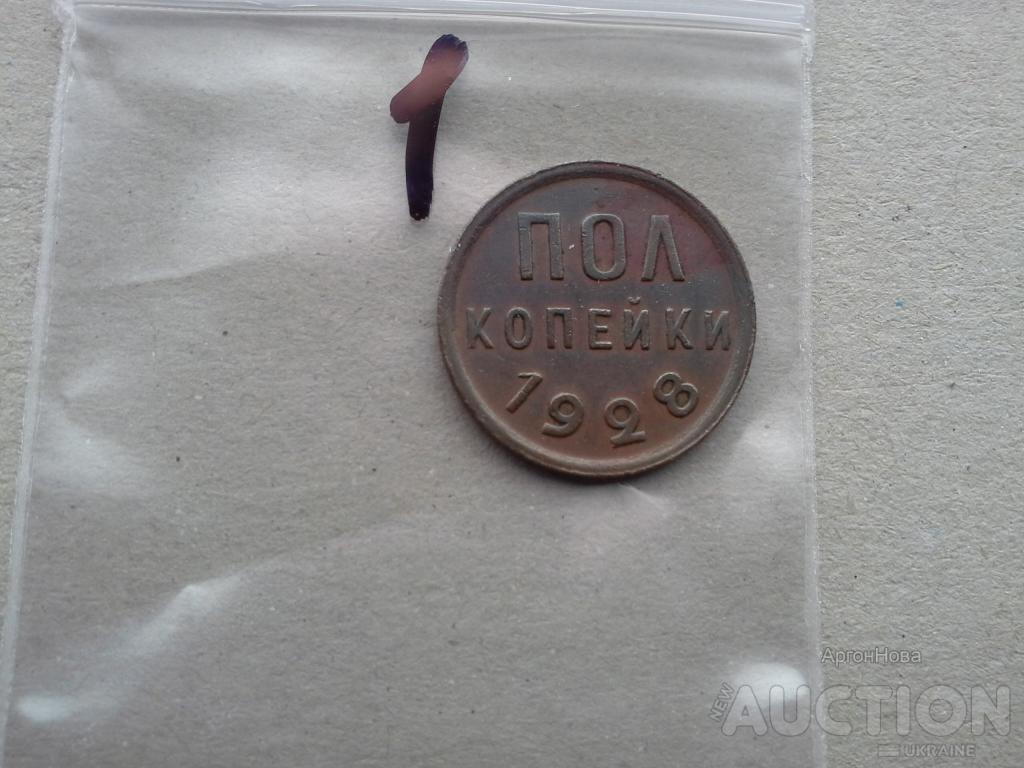 1
ПОЛ
КОПЕЙКИ
1928
АргонНова
NEW AUCTION
UKRAINE